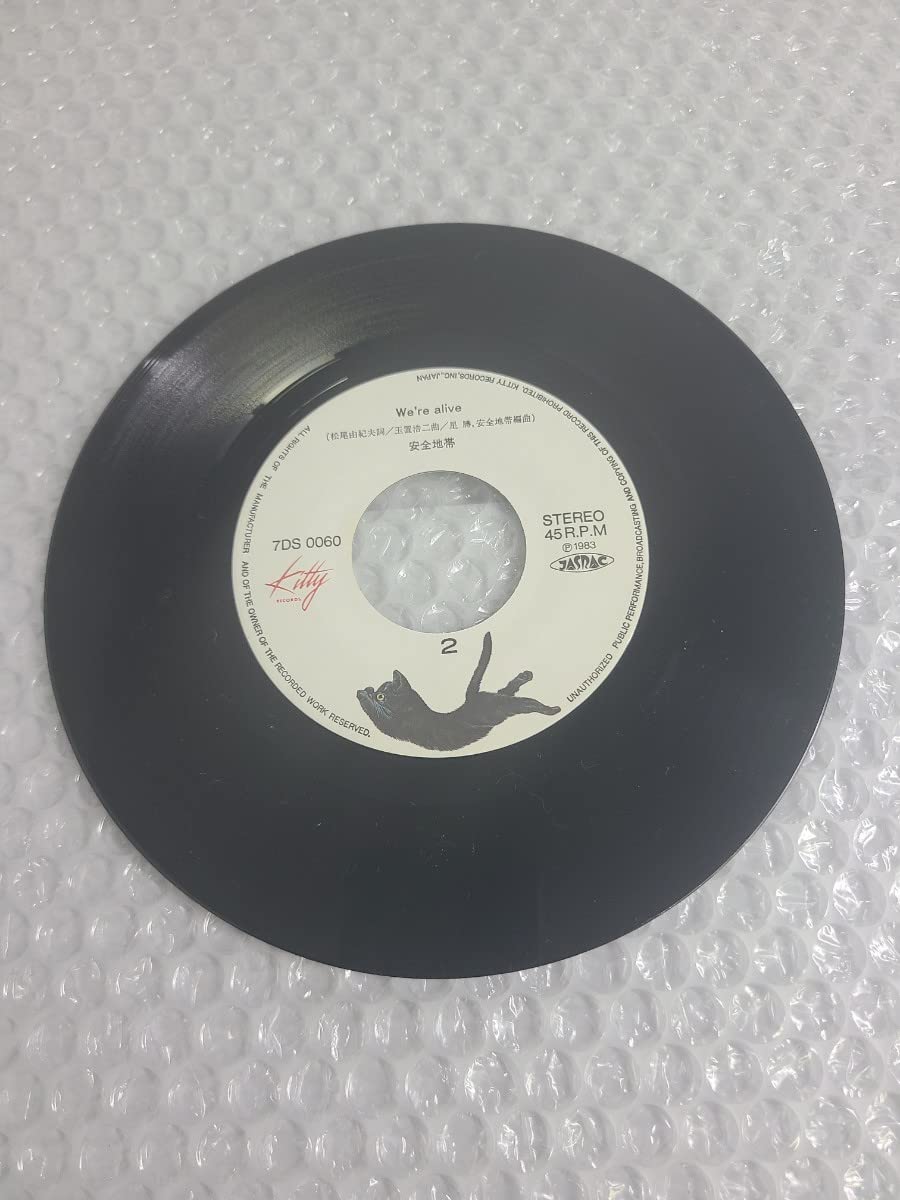 We're alive
(松尾由紀夫詞/玉置浩二曲/星 勝、安全地帯編曲)
安全地帯
7DS 0060
Kitty
RECORDS
STEREO
45 R.P.M
Ⓟ1983
JASRAC
2
ALL RIGHTS OF THE MANUFACTURER AND OF THE OWNER OF THE RECORDED WORK RESERVED.
UNAUTHORIZED PUBLIC PERFORMANCE, BROADCASTING AND COPYING OF THIS RECORD PROHIBITED. KITTY RECORDS, INC., JAPAN